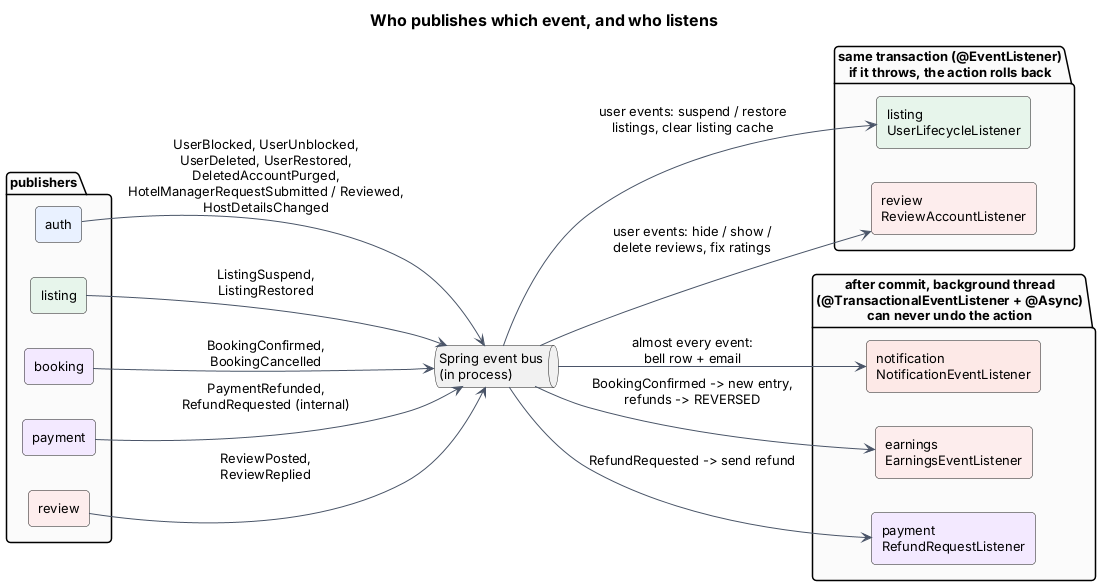 Who publishes which event, and who listens
publishers
auth
listing
booking
payment
review
UserBlocked, UserUnblocked,
UserDeleted, UserRestored,
DeletedAccountPurged,
HotelManagerRequestSubmitted / Reviewed,
HostDetailsChanged
ListingSuspend,
ListingRestored
BookingConfirmed,
BookingCancelled
PaymentRefunded,
RefundRequested (internal)
ReviewPosted,
ReviewReplied
Spring event bus
(in process)
user events: suspend / restore
listings, clear listing cache
user events: hide / show /
delete reviews, fix ratings
almost every event:
bell row + email
BookingConfirmed -> new entry,
refunds -> REVERSED
RefundRequested -> send refund
same transaction (@EventListener)
if it throws, the action rolls back
listing
UserLifecycleListener
review
ReviewAccountListener
after commit, background thread
(@TransactionalEventListener + @Async)
can never undo the action
notification
NotificationEventListener
earnings
EarningsEventListener
payment
RefundRequestListener